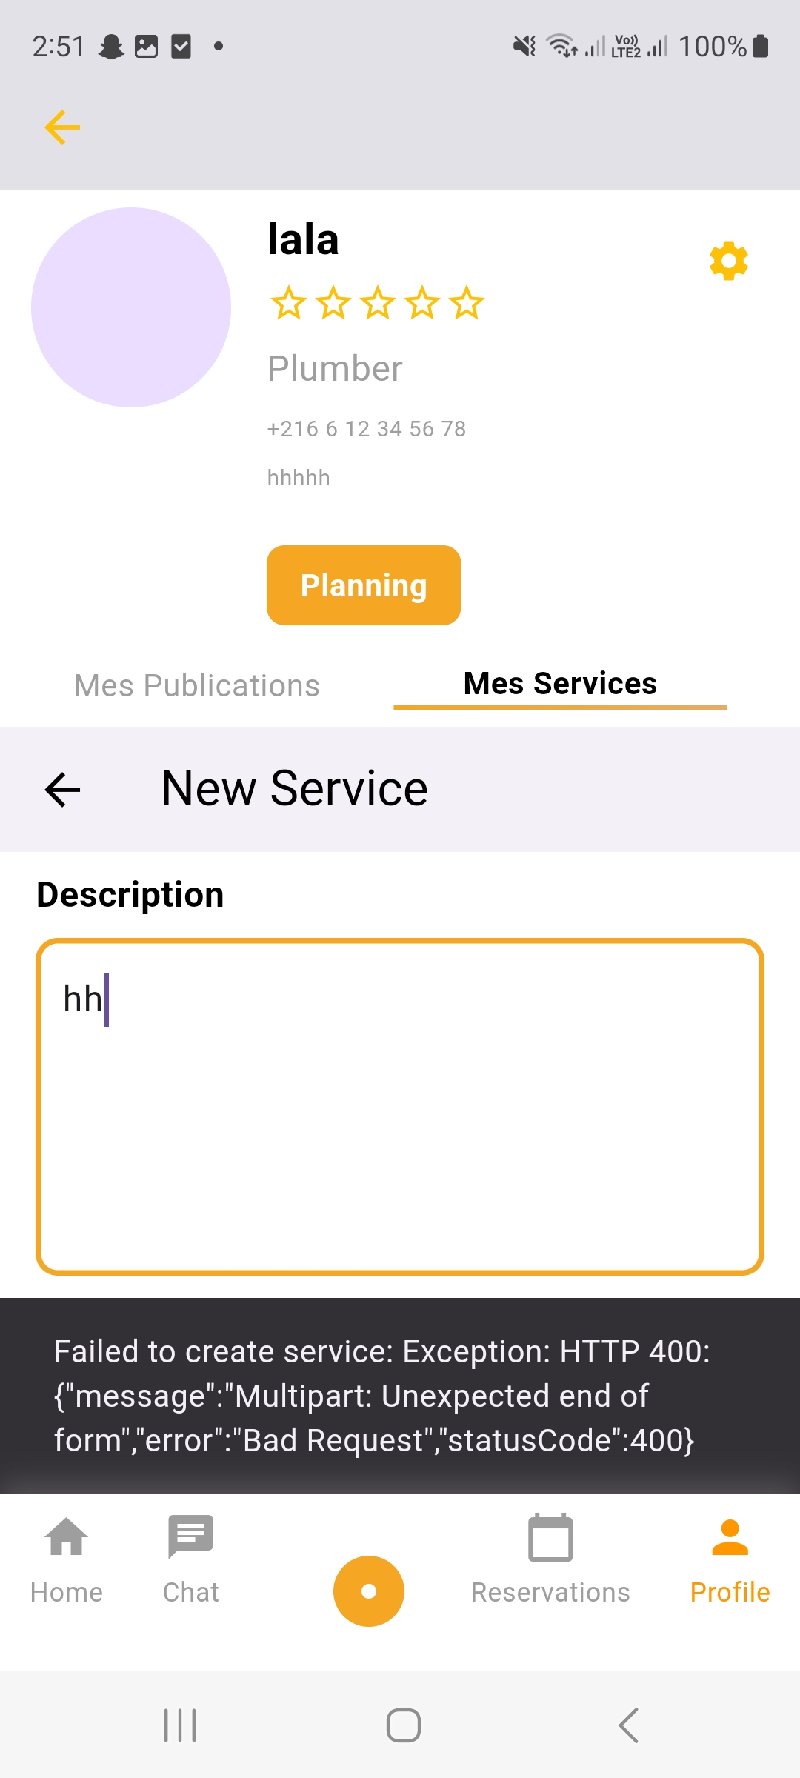 2:51 Vo)) LTE2 100%
lala
Plumber
+216 6 12 34 56 78
hhhhh
Planning
Mes Publications Mes Services
New Service
Description
hh
Failed to create service: Exception: HTTP 400:
{"message":"Multipart: Unexpected end of
form","error":"Bad Request","statusCode":400}
Home Chat Reservations Profile